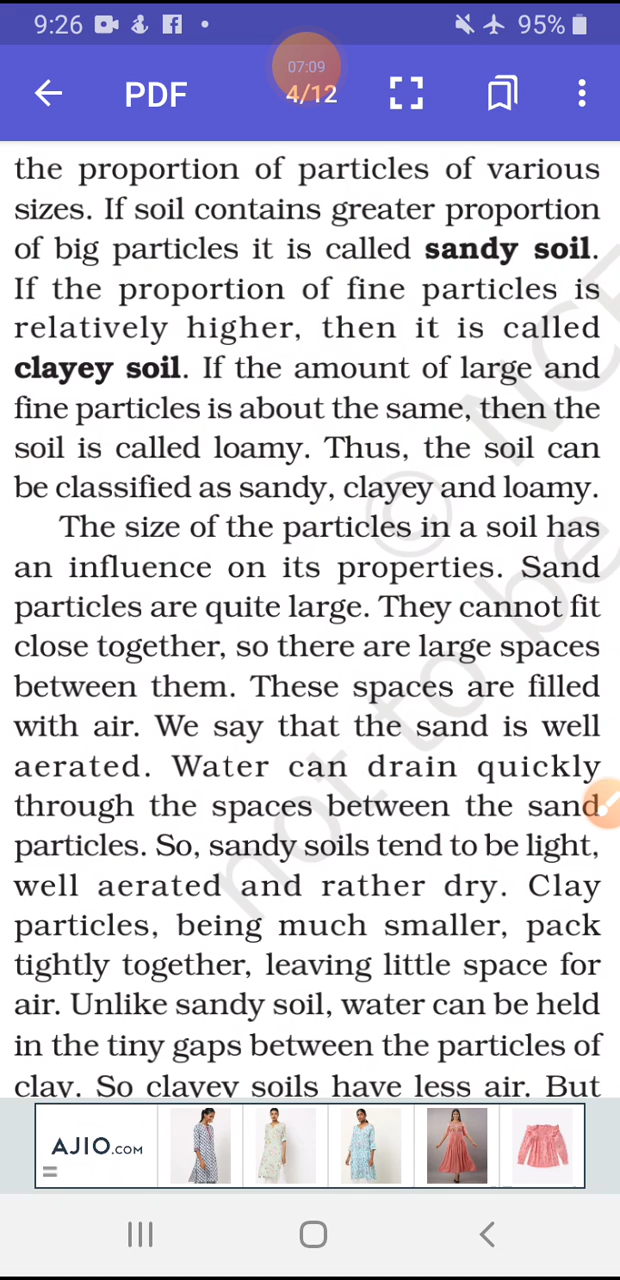 9:26
95%
07:09
PDF
4/12
the proportion of particles of various
sizes. If soil contains greater proportion
of big particles it is called sandy soil.
If the proportion of fine particles is
relatively higher, then it is called
clayey soil. If the amount of large and
fine particles is about the same, then the
soil is called loamy. Thus, the soil can
be classified as sandy, clayey and loamy.
The size of the particles in a soil has
an influence on its properties. Sand
particles are quite large. They cannot fit
close together, so there are large spaces
between them. These spaces are filled
with air. We say that the sand is well
aerated. Water can drain quickly
through the spaces between the sand
particles. So, sandy soils tend to be light,
well aerated and rather dry. Clay
particles, being much smaller, pack
tightly together, leaving little space for
air. Unlike sandy soil, water can be held
in the tiny gaps between the particles of
clay. So clayey soils have less air. But
© NCE
not to be
AJIO.COM